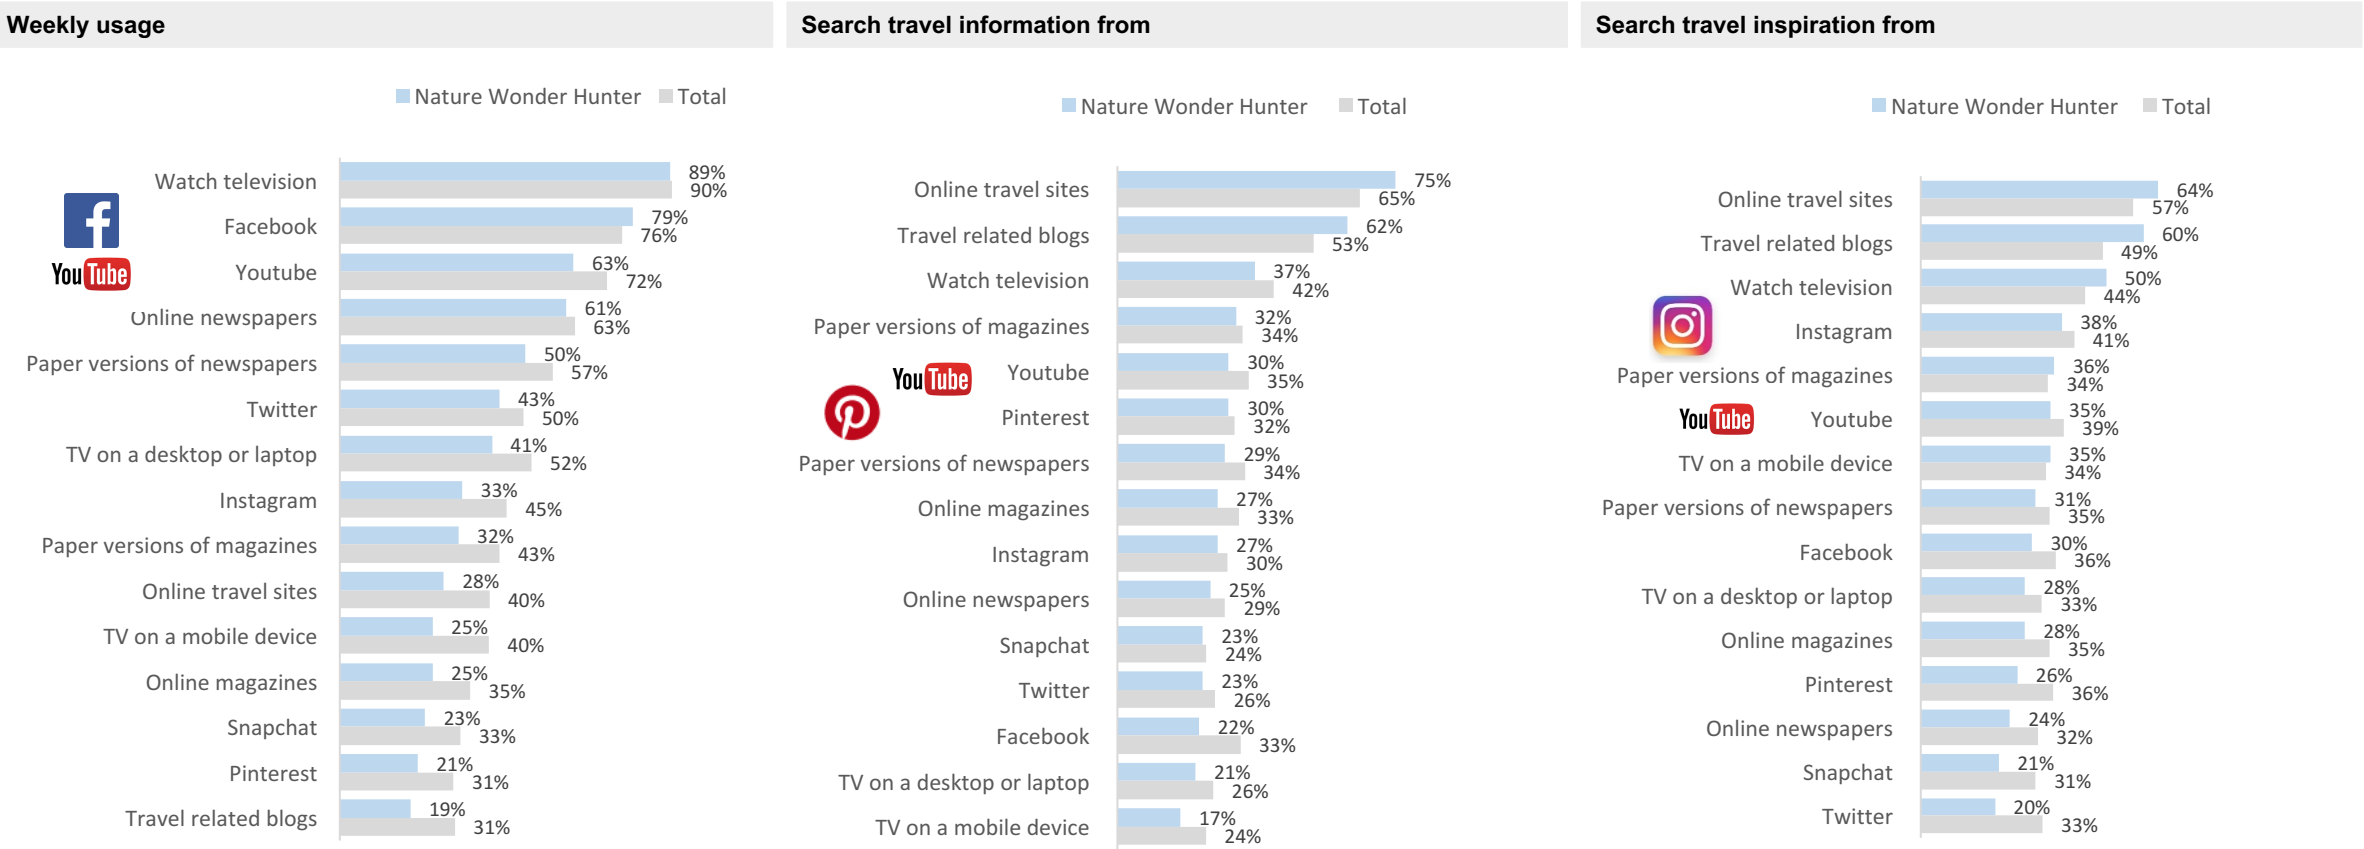 Weekly usage
Nature Wonder Hunter Total
Watch television 89% 90%
Facebook 79% 76%
YouTube
Youtube 63% 72%
Online newspapers 61% 63%
Paper versions of newspapers 50% 57%
Twitter 43% 50%
TV on a desktop or laptop 41% 52%
Instagram 33% 45%
Paper versions of magazines 32% 43%
Online travel sites 28% 40%
TV on a mobile device 25% 40%
Online magazines 25% 35%
Snapchat 23% 33%
Pinterest 21% 31%
Travel related blogs 19% 31%
Search travel information from
Nature Wonder Hunter Total
Online travel sites 75% 65%
Travel related blogs 62% 53%
Watch television 37% 42%
Paper versions of magazines 32% 34%
YouTube
Youtube 30% 35%
Pinterest 30% 32%
Paper versions of newspapers 29% 34%
Online magazines 27% 33%
Instagram 27% 30%
Online newspapers 25% 29%
Snapchat 23% 24%
Twitter 23% 26%
Facebook 22% 33%
TV on a desktop or laptop 21% 26%
TV on a mobile device 17% 24%
Search travel inspiration from
Nature Wonder Hunter Total
Online travel sites 64% 57%
Travel related blogs 60% 49%
Watch television 50% 44%
Instagram 38% 41%
Paper versions of magazines 36% 34%
YouTube
Youtube 35% 39%
TV on a mobile device 35% 34%
Paper versions of newspapers 31% 35%
Facebook 30% 36%
TV on a desktop or laptop 28% 33%
Online magazines 28% 35%
Pinterest 26% 36%
Online newspapers 24% 32%
Snapchat 21% 31%
Twitter 20% 33%